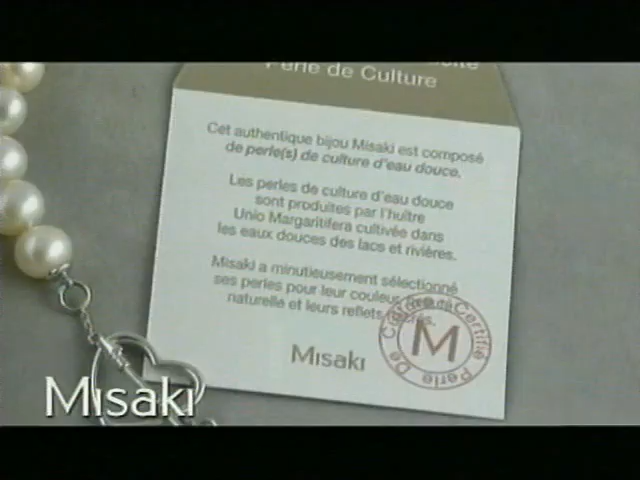 Perle de Culture
Cet authentique bijou Misaki est composé
de perle(s) de culture d'eau douce.
Les perles de culture d'eau douce
sont produites par l'huître
Unio Margaritifera cultivée dans
les eaux douces des lacs et rivières.
Misaki a minutieusement sélectionné
ses perles pour leur couleur
naturelle et leurs reflets
Certifié Perle De
M
Misaki
Misaki